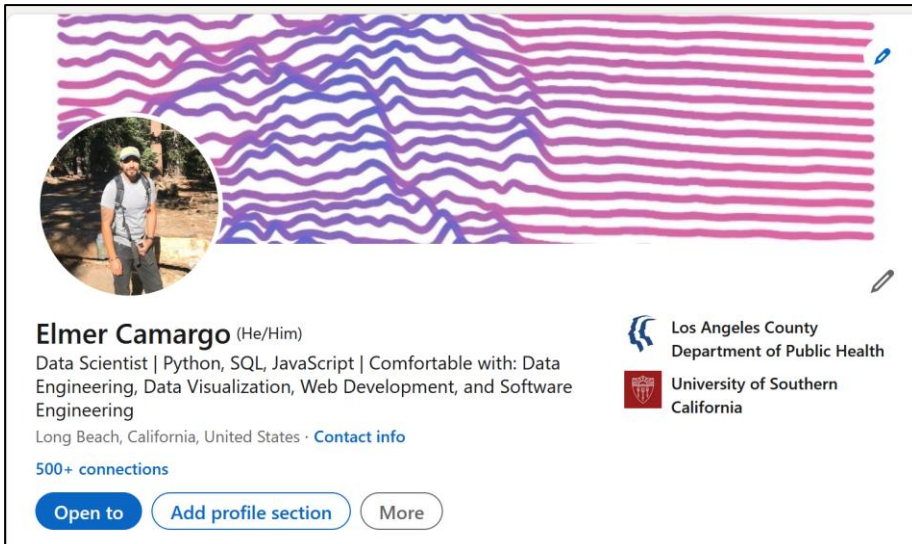 Elmer Camargo (He/Him)
Data Scientist | Python, SQL, JavaScript | Comfortable with: Data
Engineering, Data Visualization, Web Development, and Software
Engineering
Long Beach, California, United States · Contact info
500+ connections
Open to
Add profile section
More
Los Angeles County
Department of Public Health
University of Southern
California